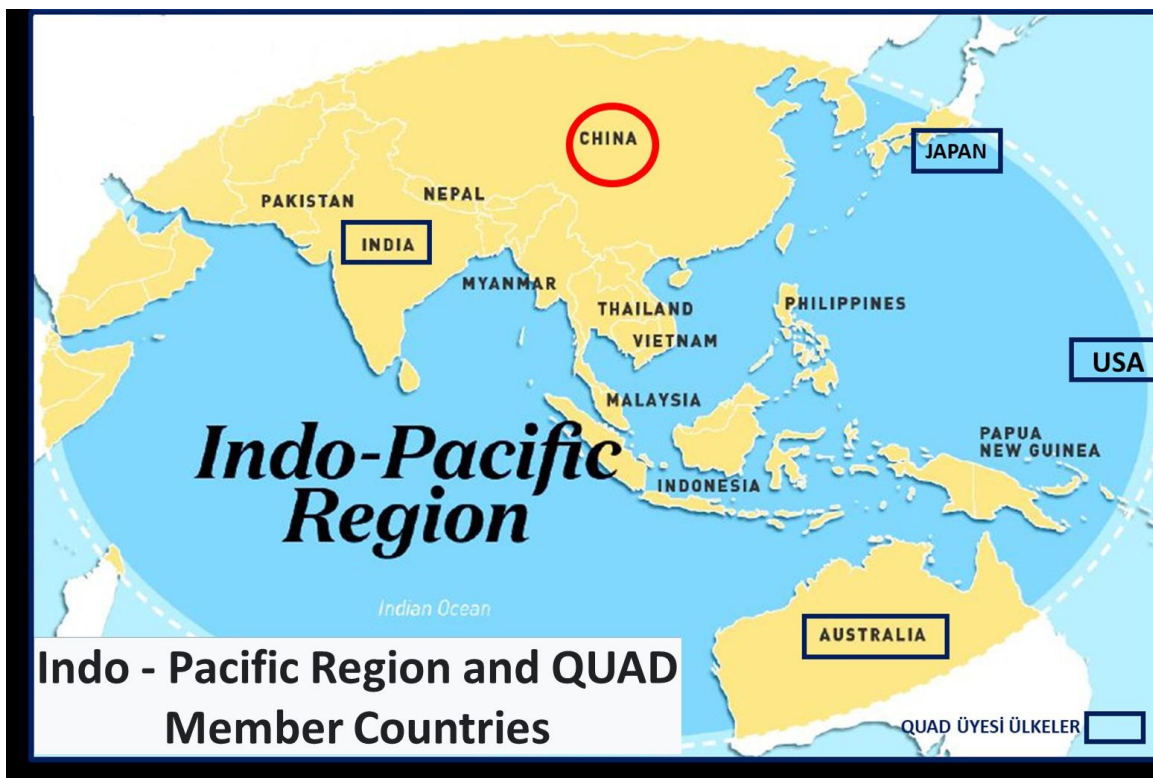 CHINA
JAPAN
PAKISTAN
NEPAL
INDIA
MYANMAR
THAILAND
PHILIPPINES
VIETNAM
USA
MALAYSIA
Indo-Pacific
Region
PAPUA
NEW GUINEA
INDONESIA
Indian Ocean
AUSTRALIA
Indo - Pacific Region and QUAD
Member Countries
QUAD ÜYESİ ÜLKELER